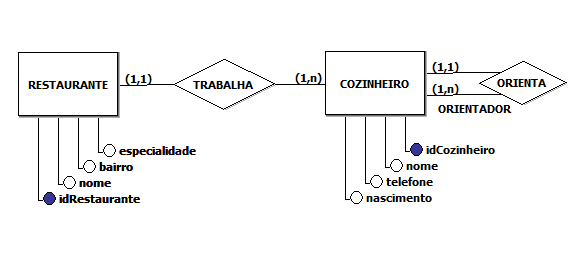 RESTAURANTE
(1,1)
TRABALHA
(1,n)
COZINHEIRO
(1,1)
(1,n)
ORIENTA
ORIENTADOR
especialidade
bairro
nome
idRestaurante
idCozinheiro
nome
telefone
nascimento